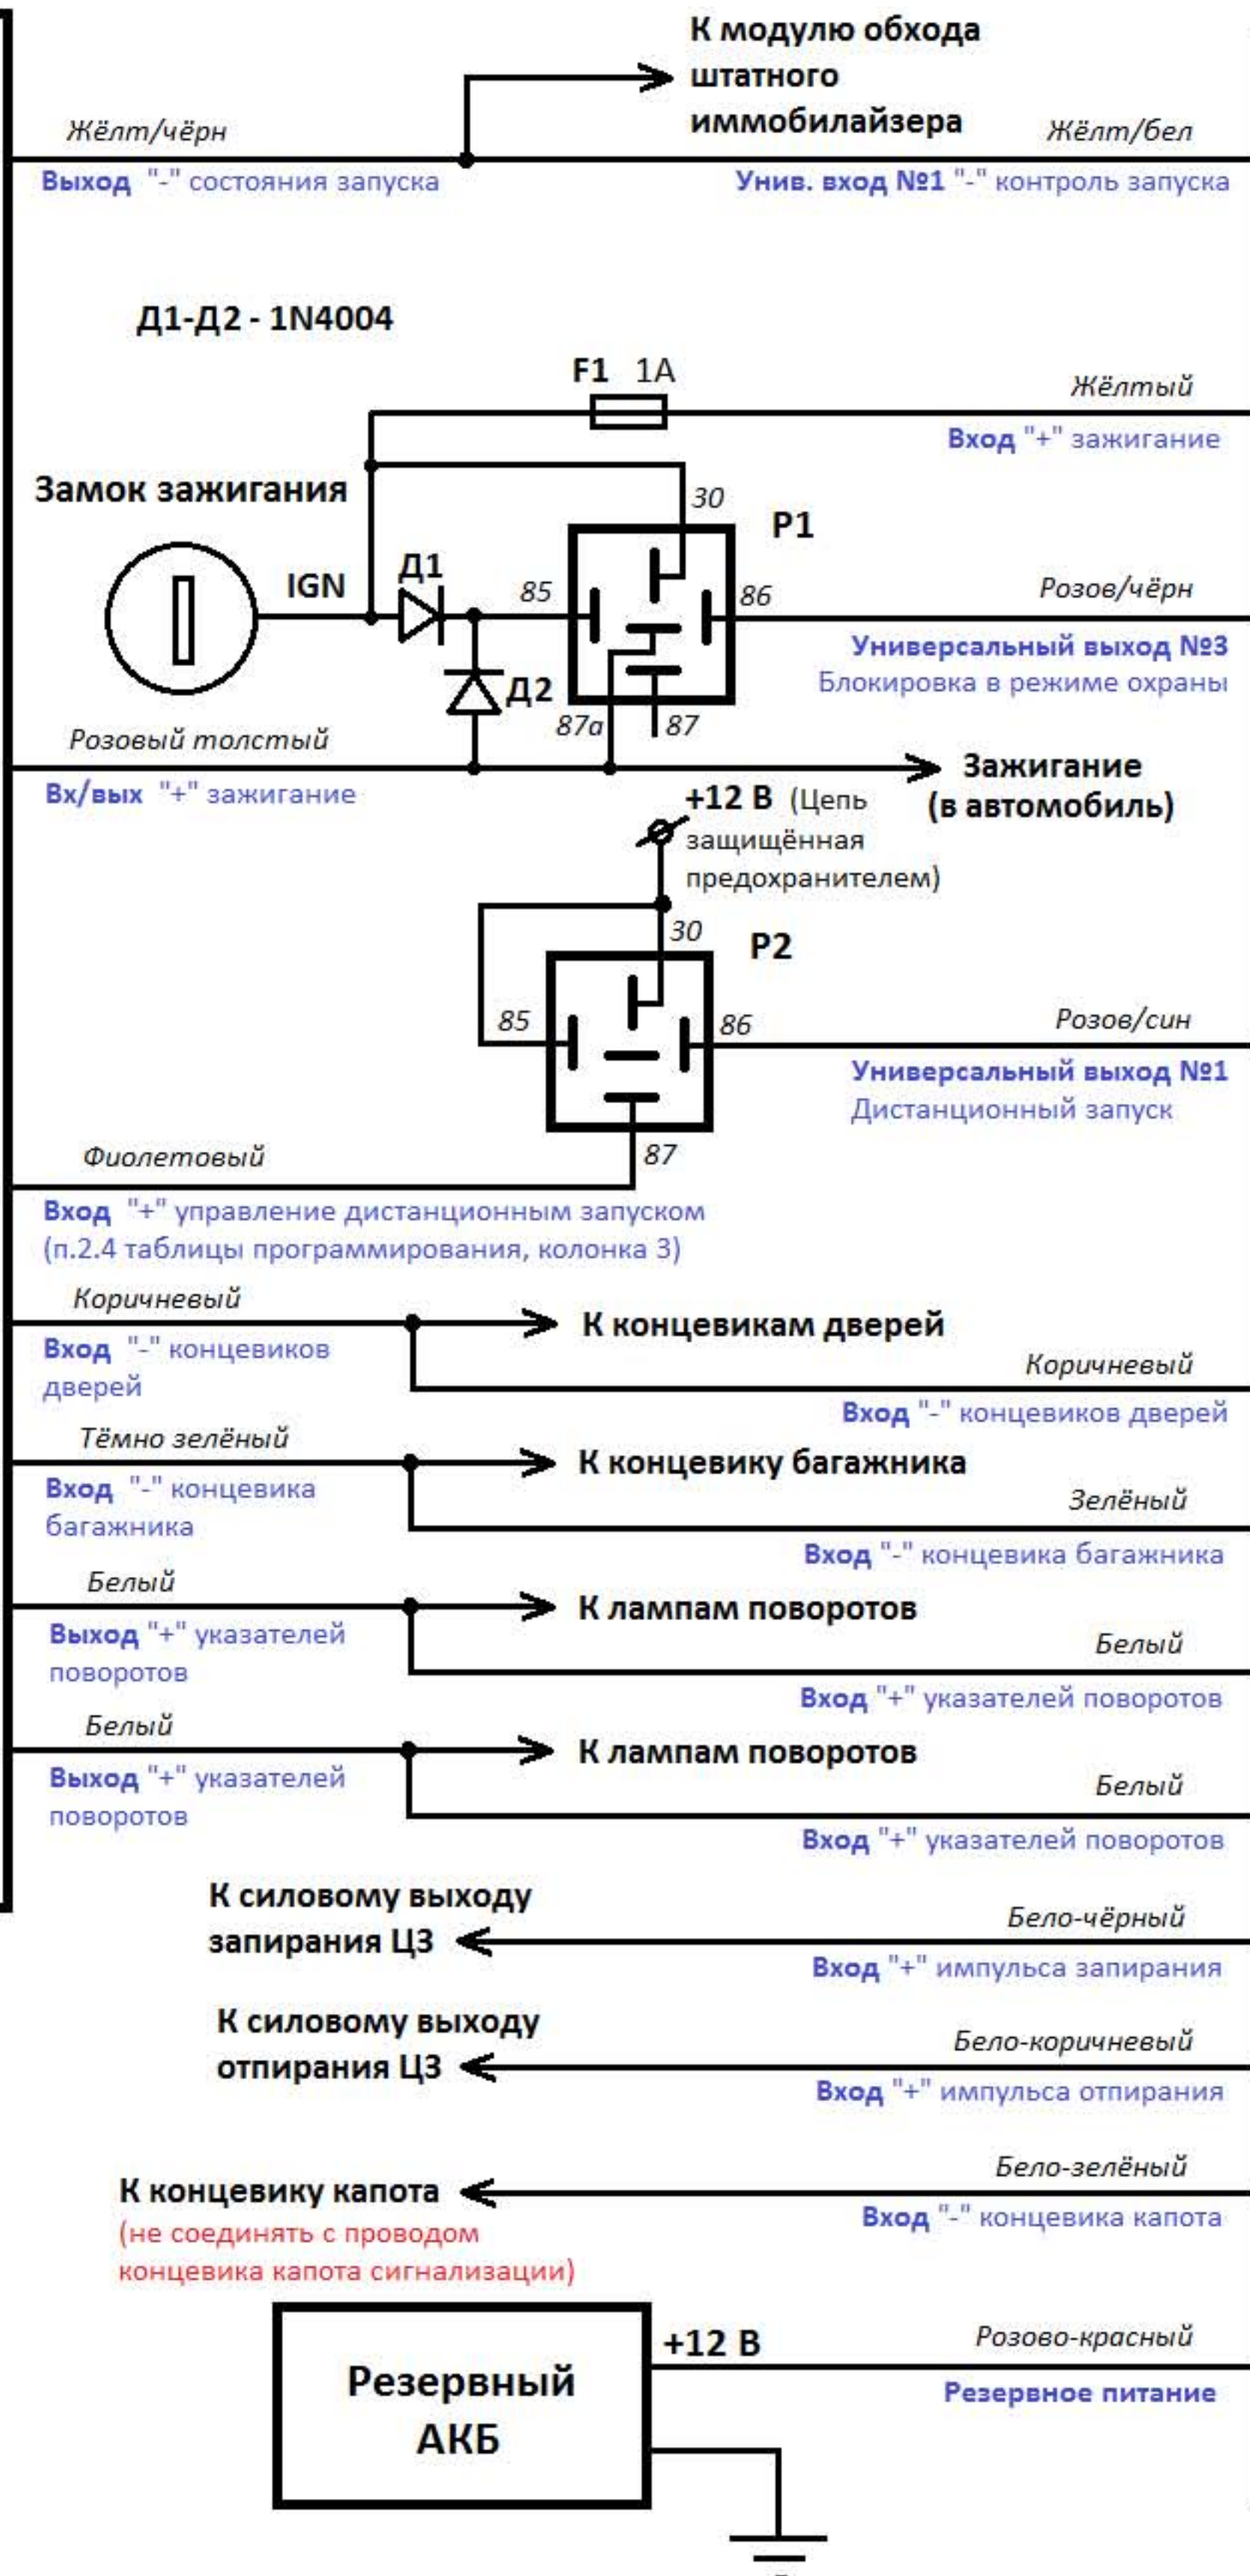 К модулю обхода
штатного
иммобилайзера
Жёлт/чёрн
Жёлт/бел
Выход "-" состояния запуска
Унив. вход №1 "-" контроль запуска
Д1-Д2 - 1N4004
F1 1А
Жёлтый
Вход "+" зажигание
Замок зажигания
30
Р1
IGN
Д1
85
86
Розов/чёрн
Универсальный выход №3
Блокировка в режиме охраны
Д2
87а
87
Розовый толстый
Вх/вых "+" зажигание
Зажигание
(в автомобиль)
+12 В (Цепь
защищённая
предохранителем)
30
Р2
85
86
Розов/син
Универсальный выход №1
Дистанционный запуск
87
Фиолетовый
Вход "+" управление дистанционным запуском
(п.2.4 таблицы программирования, колонка 3)
Коричневый
К концевикам дверей
Вход "-" концевиков
дверей
Коричневый
Вход "-" концевиков дверей
Тёмно зелёный
К концевику багажника
Вход "-" концевика
багажника
Зелёный
Вход "-" концевика багажника
Белый
К лампам поворотов
Выход "+" указателей
поворотов
Белый
Вход "+" указателей поворотов
Белый
К лампам поворотов
Выход "+" указателей
поворотов
Белый
Вход "+" указателей поворотов
К силовому выходу
запирания ЦЗ
Бело-чёрный
Вход "+" импульса запирания
К силовому выходу
отпирания ЦЗ
Бело-коричневый
Вход "+" импульса отпирания
Бело-зелёный
К концевику капота
Вход "-" концевика капота
(не соединять с проводом
концевика капота сигнализации)
Резервный
АКБ
+12 В
Розово-красный
Резервное питание